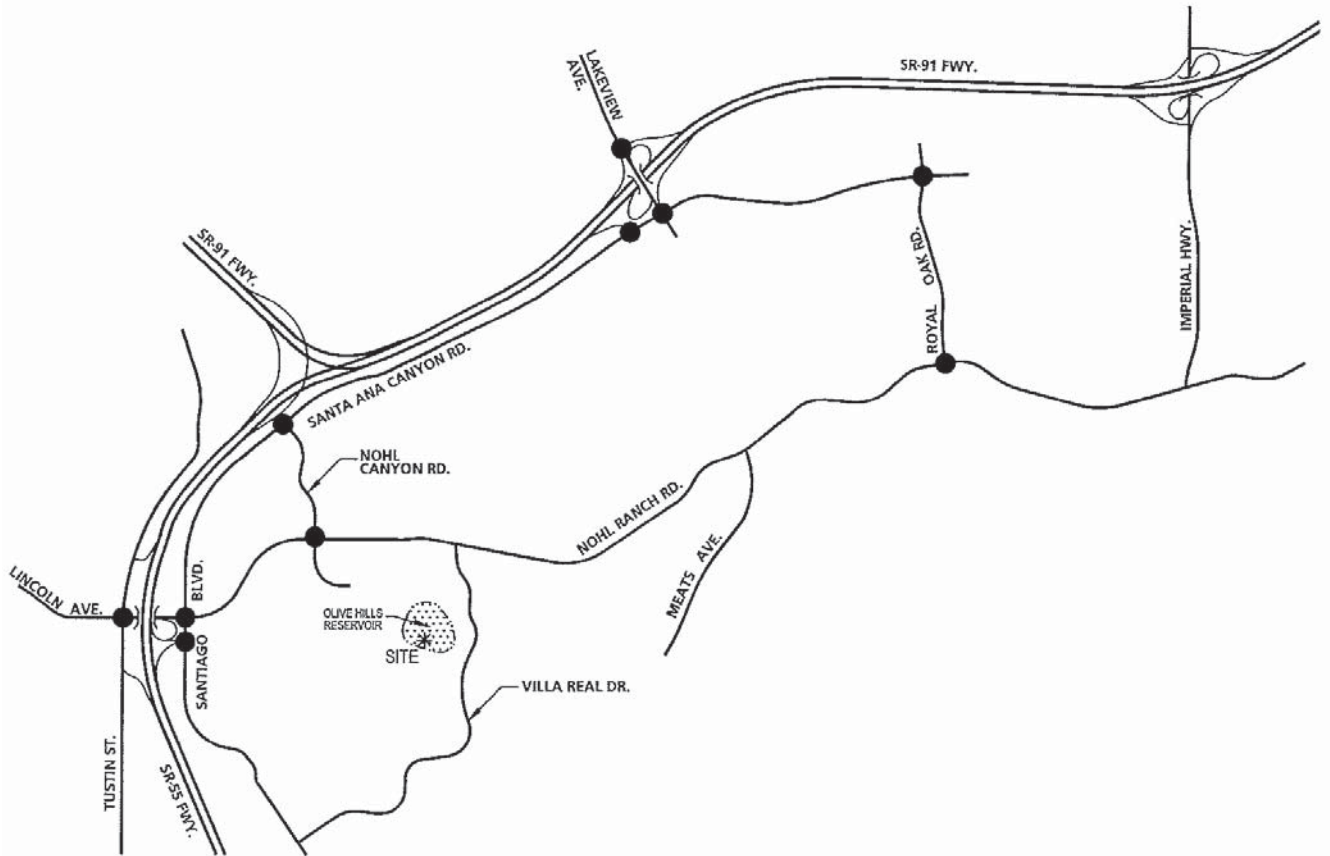 LAKEVIEW
AVE.
SR-91 FWY.
SR-91 FWY.
ROYAL OAK RD.
IMPERIAL HWY.
SANTA ANA CANYON RD.
NOHL
CANYON RD.
NOHL RANCH RD.
MEATS AVE.
LINCOLN AVE.
BLVD.
SANTIAGO
OLIVE HILLS
RESERVOIR
SITE
VILLA REAL DR.
TUSTIN ST.
SR-55 FWY.